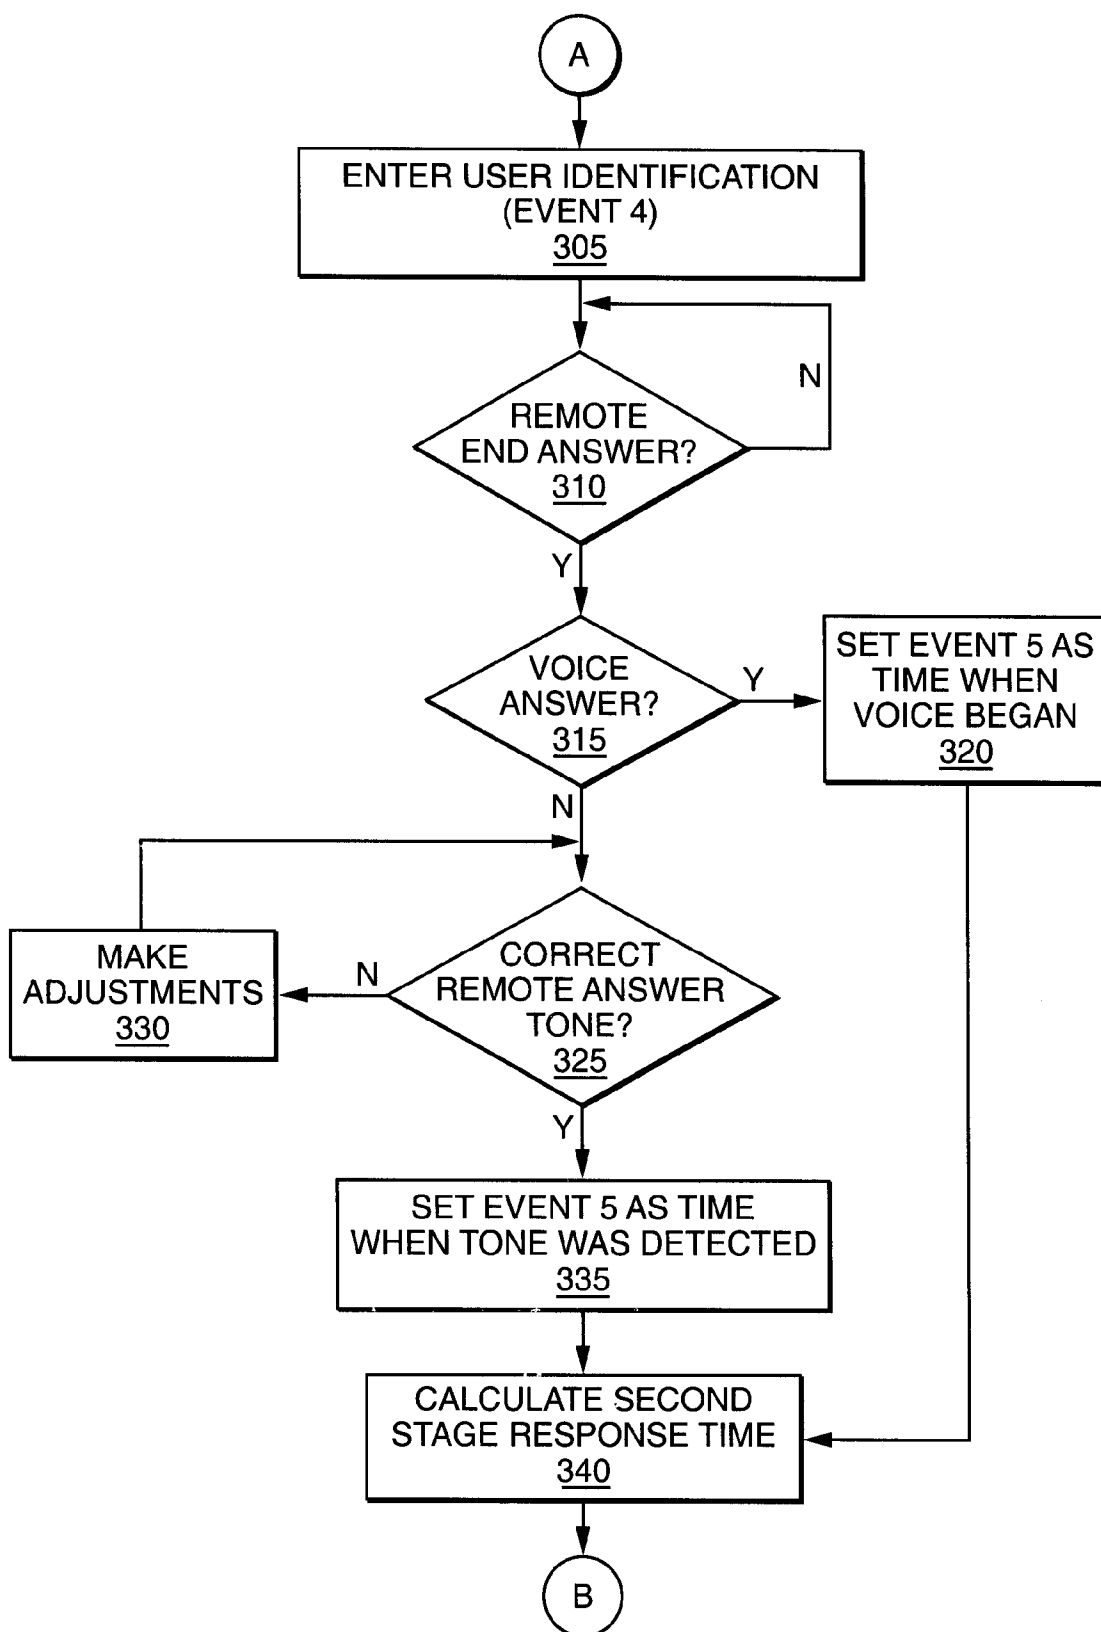 A
ENTER USER IDENTIFICATION
(EVENT 4)
305
N
REMOTE
END ANSWER?
310
Y
VOICE
ANSWER?
315
Y
SET EVENT 5 AS
TIME WHEN
VOICE BEGAN
320
N
MAKE
ADJUSTMENTS
330
N
CORRECT
REMOTE ANSWER
TONE?
325
Y
SET EVENT 5 AS TIME
WHEN TONE WAS DETECTED
335
CALCULATE SECOND
STAGE RESPONSE TIME
340
B